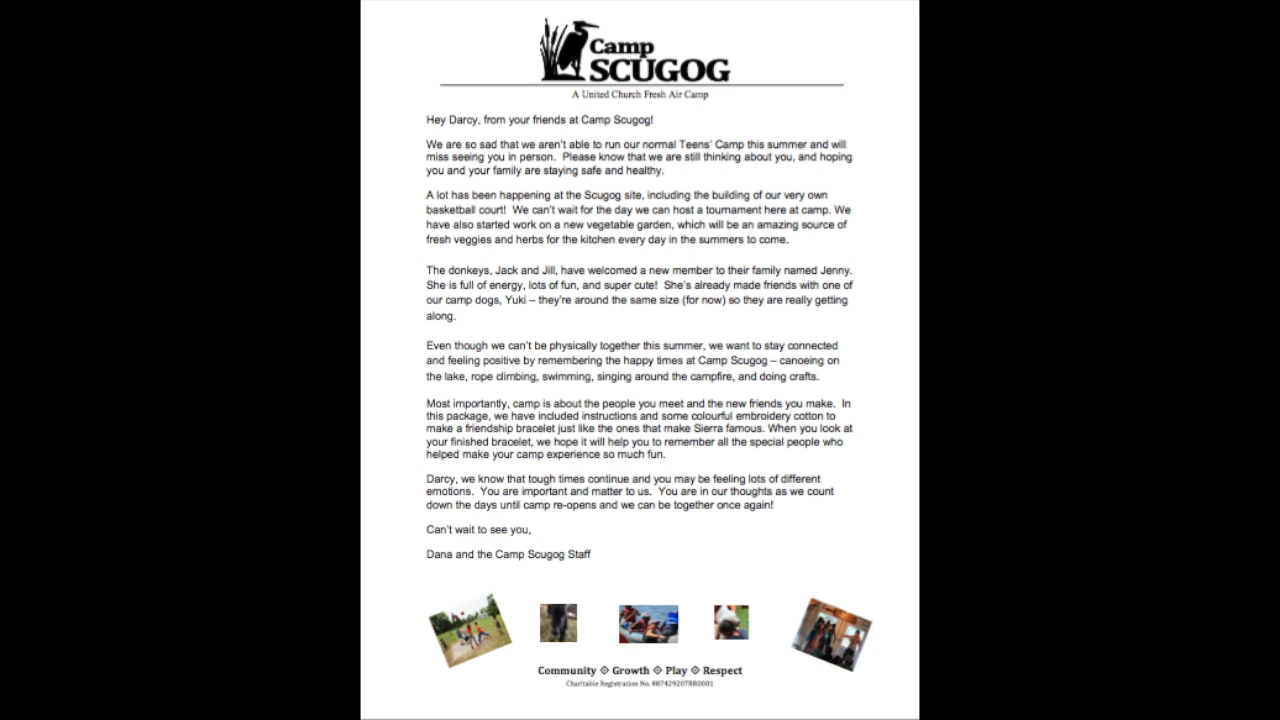 Camp
SCUGOG
A United Church Fresh Air Camp
Hey Darcy, from your friends at Camp Scugog!
We are so sad that we aren't able to run our normal Teens' Camp this summer and will
miss seeing you in person.  Please know that we are still thinking about you, and hoping
you and your family are staying safe and healthy.
A lot has been happening at the Scugog site, including the building of our very own
basketball court!  We can't wait for the day we can host a tournament here at camp. We
have also started work on a new vegetable garden, which will be an amazing source of
fresh veggies and herbs for the kitchen every day in the summers to come.
The donkeys, Jack and Jill, have welcomed a new member to their family named Jenny.
She is full of energy, lots of fun, and super cute!  She's already made friends with one of
our camp dogs, Yuki – they're around the same size (for now) so they are really getting
along.
Even though we can't be physically together this summer, we want to stay connected
and feeling positive by remembering the happy times at Camp Scugog – canoeing on
the lake, rope climbing, swimming, singing around the campfire, and doing crafts.
Most importantly, camp is about the people you meet and the new friends you make.  In
this package, we have included instructions and some colourful embroidery cotton to
make a friendship bracelet just like the ones that make Sierra famous. When you look at
your finished bracelet, we hope it will help you to remember all the special people who
helped make your camp experience so much fun.
Darcy, we know that tough times continue and you may be feeling lots of different
emotions.  You are important and matter to us.  You are in our thoughts as we count
down the days until camp re-opens and we can be together once again!
Can't wait to see you,
Dana and the Camp Scugog Staff
Community ◇ Growth ◇ Play ◇ Respect
Charitable Registration No. 887429207RR0001